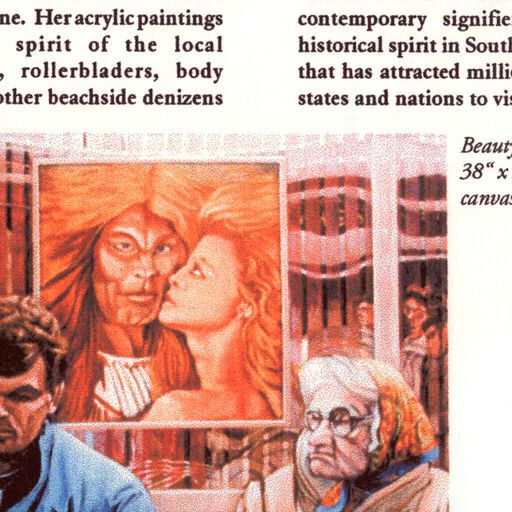 ne. Her acrylic paintings
spirit of the local
, rollerbladers, body
other beachside denizens
contemporary signifie
historical spirit in South
that has attracted milli
states and nations to vis
Beauty
38" x
canvas